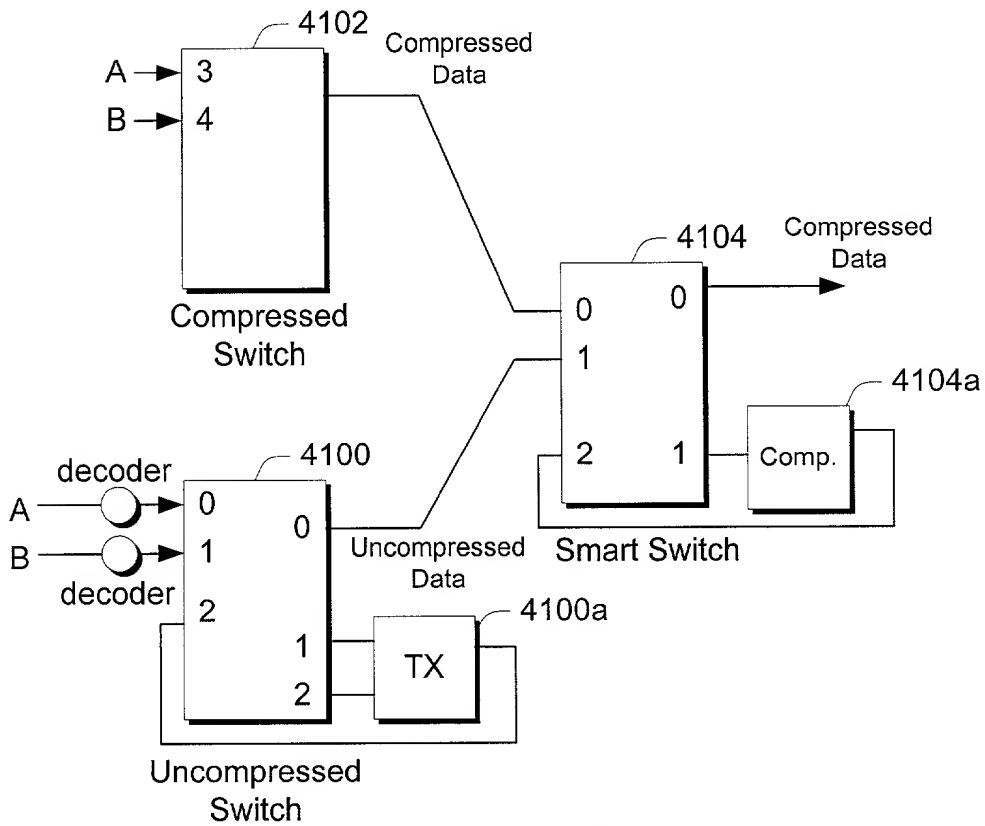 4102
Compressed
Data
A
3
B
4
Compressed
Switch
4104
Compressed
Data
0
0
1
4104a
2
1
Comp.
Smart Switch
4100
decoder
A
0
0
B
1
decoder
Uncompressed
Data
2
4100a
1
TX
2
Uncompressed
Switch